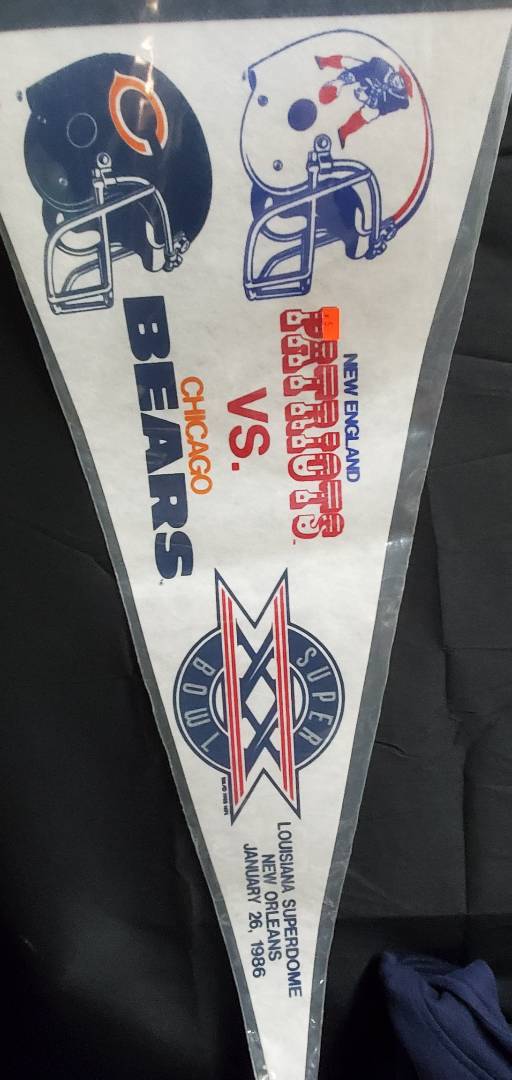 C
NEW ENGLAND
PATRIOTS
VS.
CHICAGO
BEARS
SUPER
XX
BOWL
LOUISIANA SUPERDOME
NEW ORLEANS
JANUARY 26, 1986